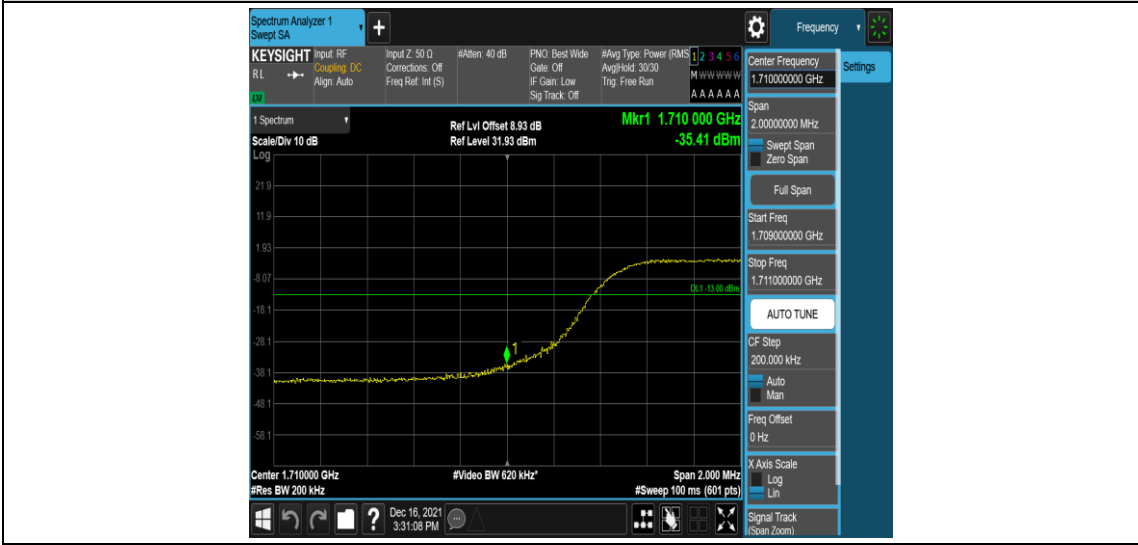 Spectrum Analyzer 1
Swept SA
+
Frequency
KEYSIGHT
RL
LM
Input: RF
Coupling: DC
Align: Auto
Input Z: 50 Ω
Corrections: Off
Freq Ref: Int (S)
#Atten: 40 dB
PNO: Best Wide
Gate: Off
IF Gain: Low
Sig Track: Off
#Avg Type: Power (RMS
Avg|Hold: 30/30
Trig: Free Run
1 2 3 4 5 6
M W W W W W
A A A A A A
1 Spectrum
Scale/Div 10 dB
Log
Ref Lvl Offset 8.93 dB
Ref Level 31.93 dBm
Mkr1 1.710 000 GHz
-35.41 dBm
21.9
11.9
1.93
-8.07
-18.1
-28.1
-38.1
-48.1
-58.1
DL1 -13.00 dBm
1
Center 1.710000 GHz
#Res BW 200 kHz
#Video BW 620 kHz*
Span 2.000 MHz
#Sweep 100 ms (601 pts)
?
Dec 16, 2021
3:31:08 PM
Center Frequency
1.710000000 GHz
Span
2.00000000 MHz
Swept Span
Zero Span
Full Span
Start Freq
1.709000000 GHz
Stop Freq
1.711000000 GHz
AUTO TUNE
CF Step
200.000 kHz
Auto
Man
Freq Offset
0 Hz
X Axis Scale
Log
Lin
Signal Track
(Span Zoom)
Settings